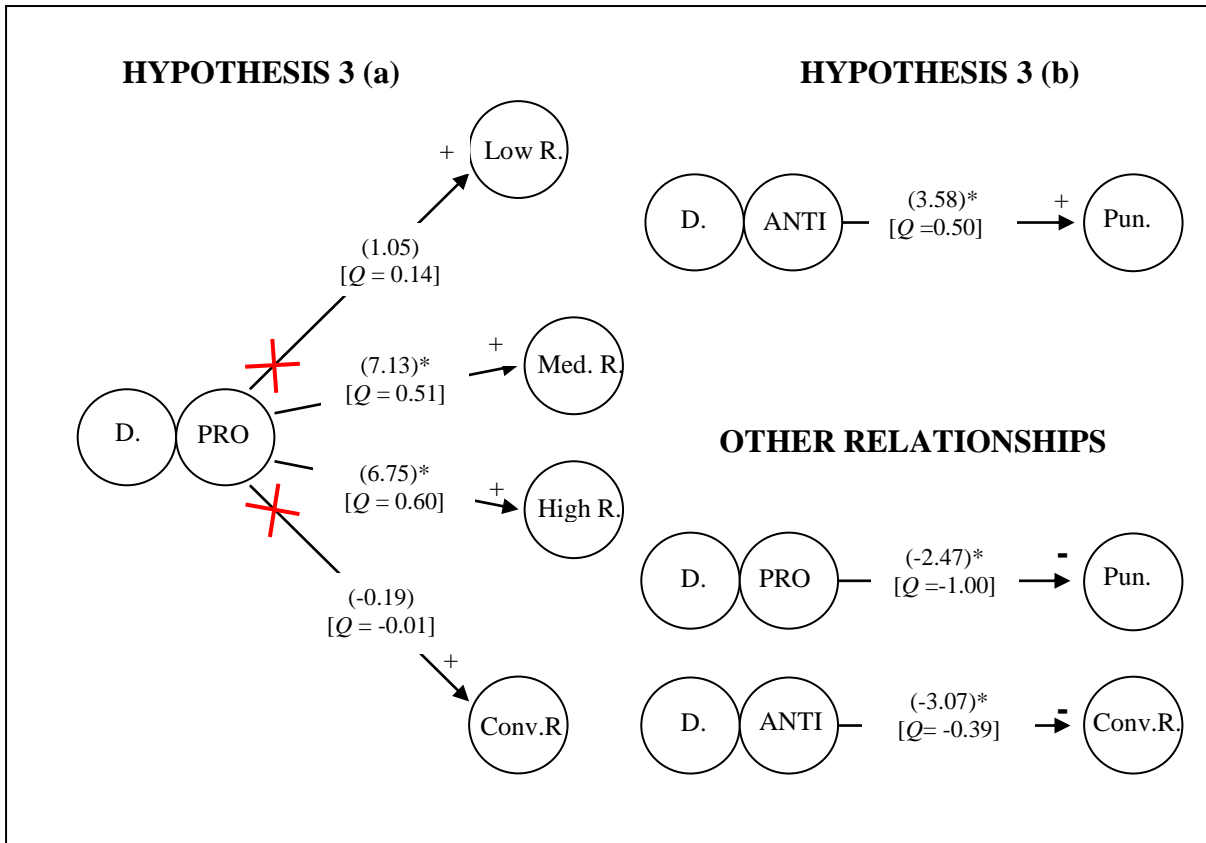 HYPOTHESIS 3 (a)
+
Low R.
(1.05)
[Q = 0.14]
(7.13)*
[Q = 0.51]
+
Med. R.
D.
PRO
(6.75)*
[Q = 0.60]
+
High R.
(-0.19)
[Q = -0.01]
+
Conv.R.
HYPOTHESIS 3 (b)
D.
ANTI
(3.58)*
[Q =0.50]
+
Pun.
OTHER RELATIONSHIPS
D.
PRO
(-2.47)*
[Q =-1.00]
-
Pun.
D.
ANTI
(-3.07)*
[Q= -0.39]
-
Conv.R.